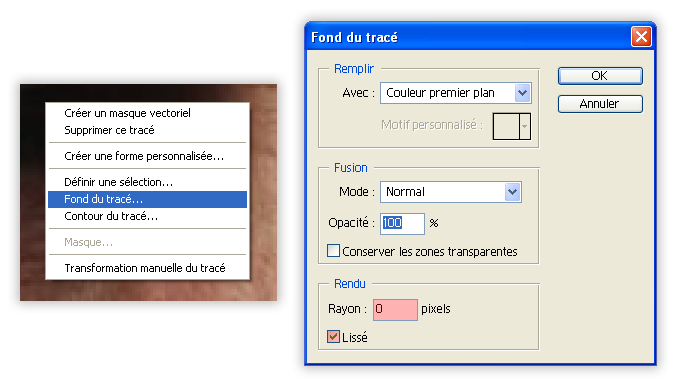 Créer un masque vectoriel
Supprimer ce tracé
Créer une forme personnalisée...
Définir une sélection...
Fond du tracé...
Contour du tracé...
Masque...
Transformation manuelle du tracé
Fond du tracé
Remplir
Avec : Couleur premier plan
Motif personnalisé :
OK
Annuler
Fusion
Mode : Normal
Opacité : 100 %
Conserver les zones transparentes
Rendu
Rayon : 0 pixels
Lissé